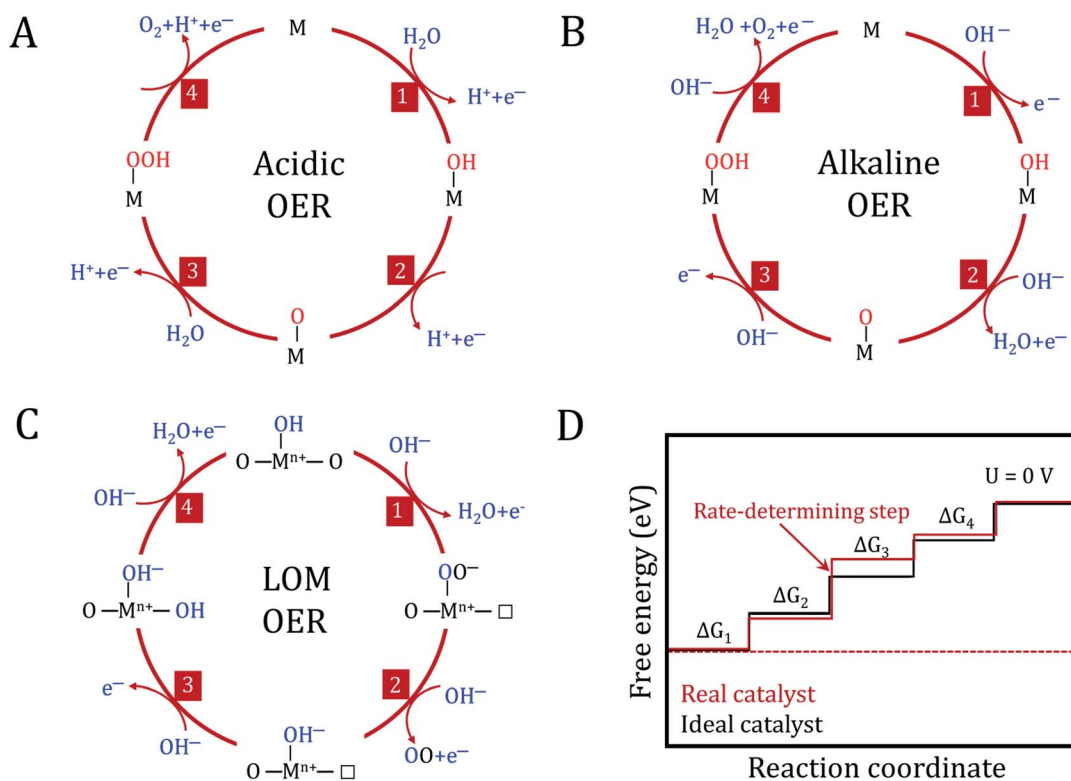 A
O₂+H⁺+e⁻
M
H₂O
4
1
H⁺+e⁻
OOH
M
Acidic
OER
OH
M
H⁺+e⁻
3
2
H₂O
O
M
H⁺+e⁻
B
H₂O +O₂+e⁻
M
OH⁻
OH⁻
4
1
e⁻
OOH
M
Alkaline
OER
OH
M
e⁻
3
2
OH⁻
OH⁻
O
M
H₂O+e⁻
C
H₂O+e⁻
OH
O—Mⁿ⁺—O
OH⁻
OH⁻
4
1
H₂O+e-
OH⁻
O—Mⁿ⁺—OH
LOM
OER
OO⁻
O—Mⁿ⁺—□
e⁻
3
2
OH⁻
OH⁻
OH⁻
O—Mⁿ⁺—□
OO+e⁻
D
Free energy (eV)
U = 0 V
Rate-determining step
ΔG₁
ΔG₂
ΔG₃
ΔG₄
Real catalyst
Ideal catalyst
Reaction coordinate